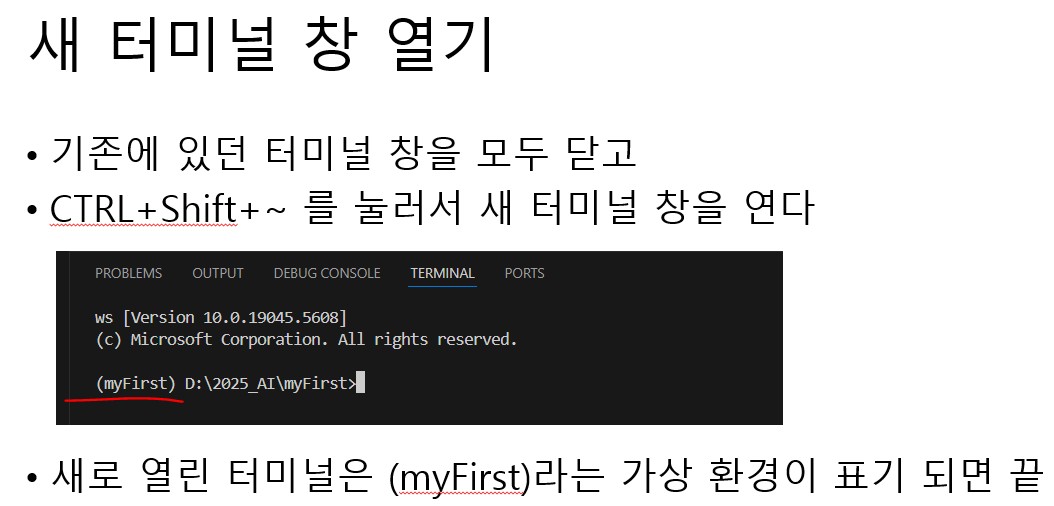 새 터미널 창 열기
• 기존에 있던 터미널 창을 모두 닫고
• CTRL+Shift+~ 를 눌러서 새 터미널 창을 연다
PROBLEMS OUTPUT DEBUG CONSOLE TERMINAL PORTS
ws [Version 10.0.19045.5608]
(c) Microsoft Corporation. All rights reserved.
(myFirst) D:\2025_AI\myFirst>
• 새로 열린 터미널은 (myFirst)라는 가상 환경이 표기 되면 끝